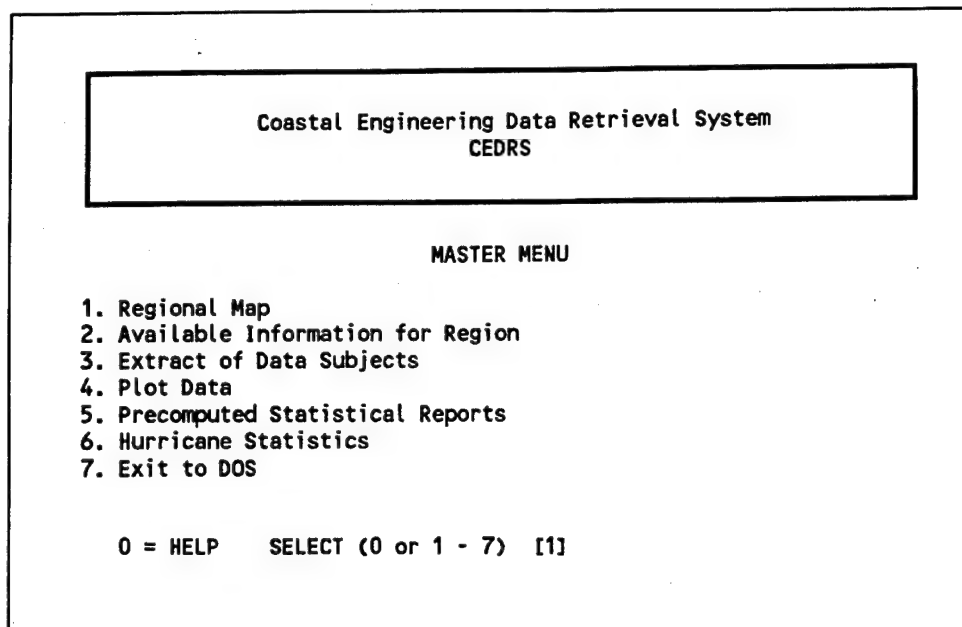 Coastal Engineering Data Retrieval System
CEDRS
MASTER MENU
1. Regional Map
2. Available Information for Region
3. Extract of Data Subjects
4. Plot Data
5. Precomputed Statistical Reports
6. Hurricane Statistics
7. Exit to DOS
0 = HELP SELECT (0 or 1 - 7) [1]